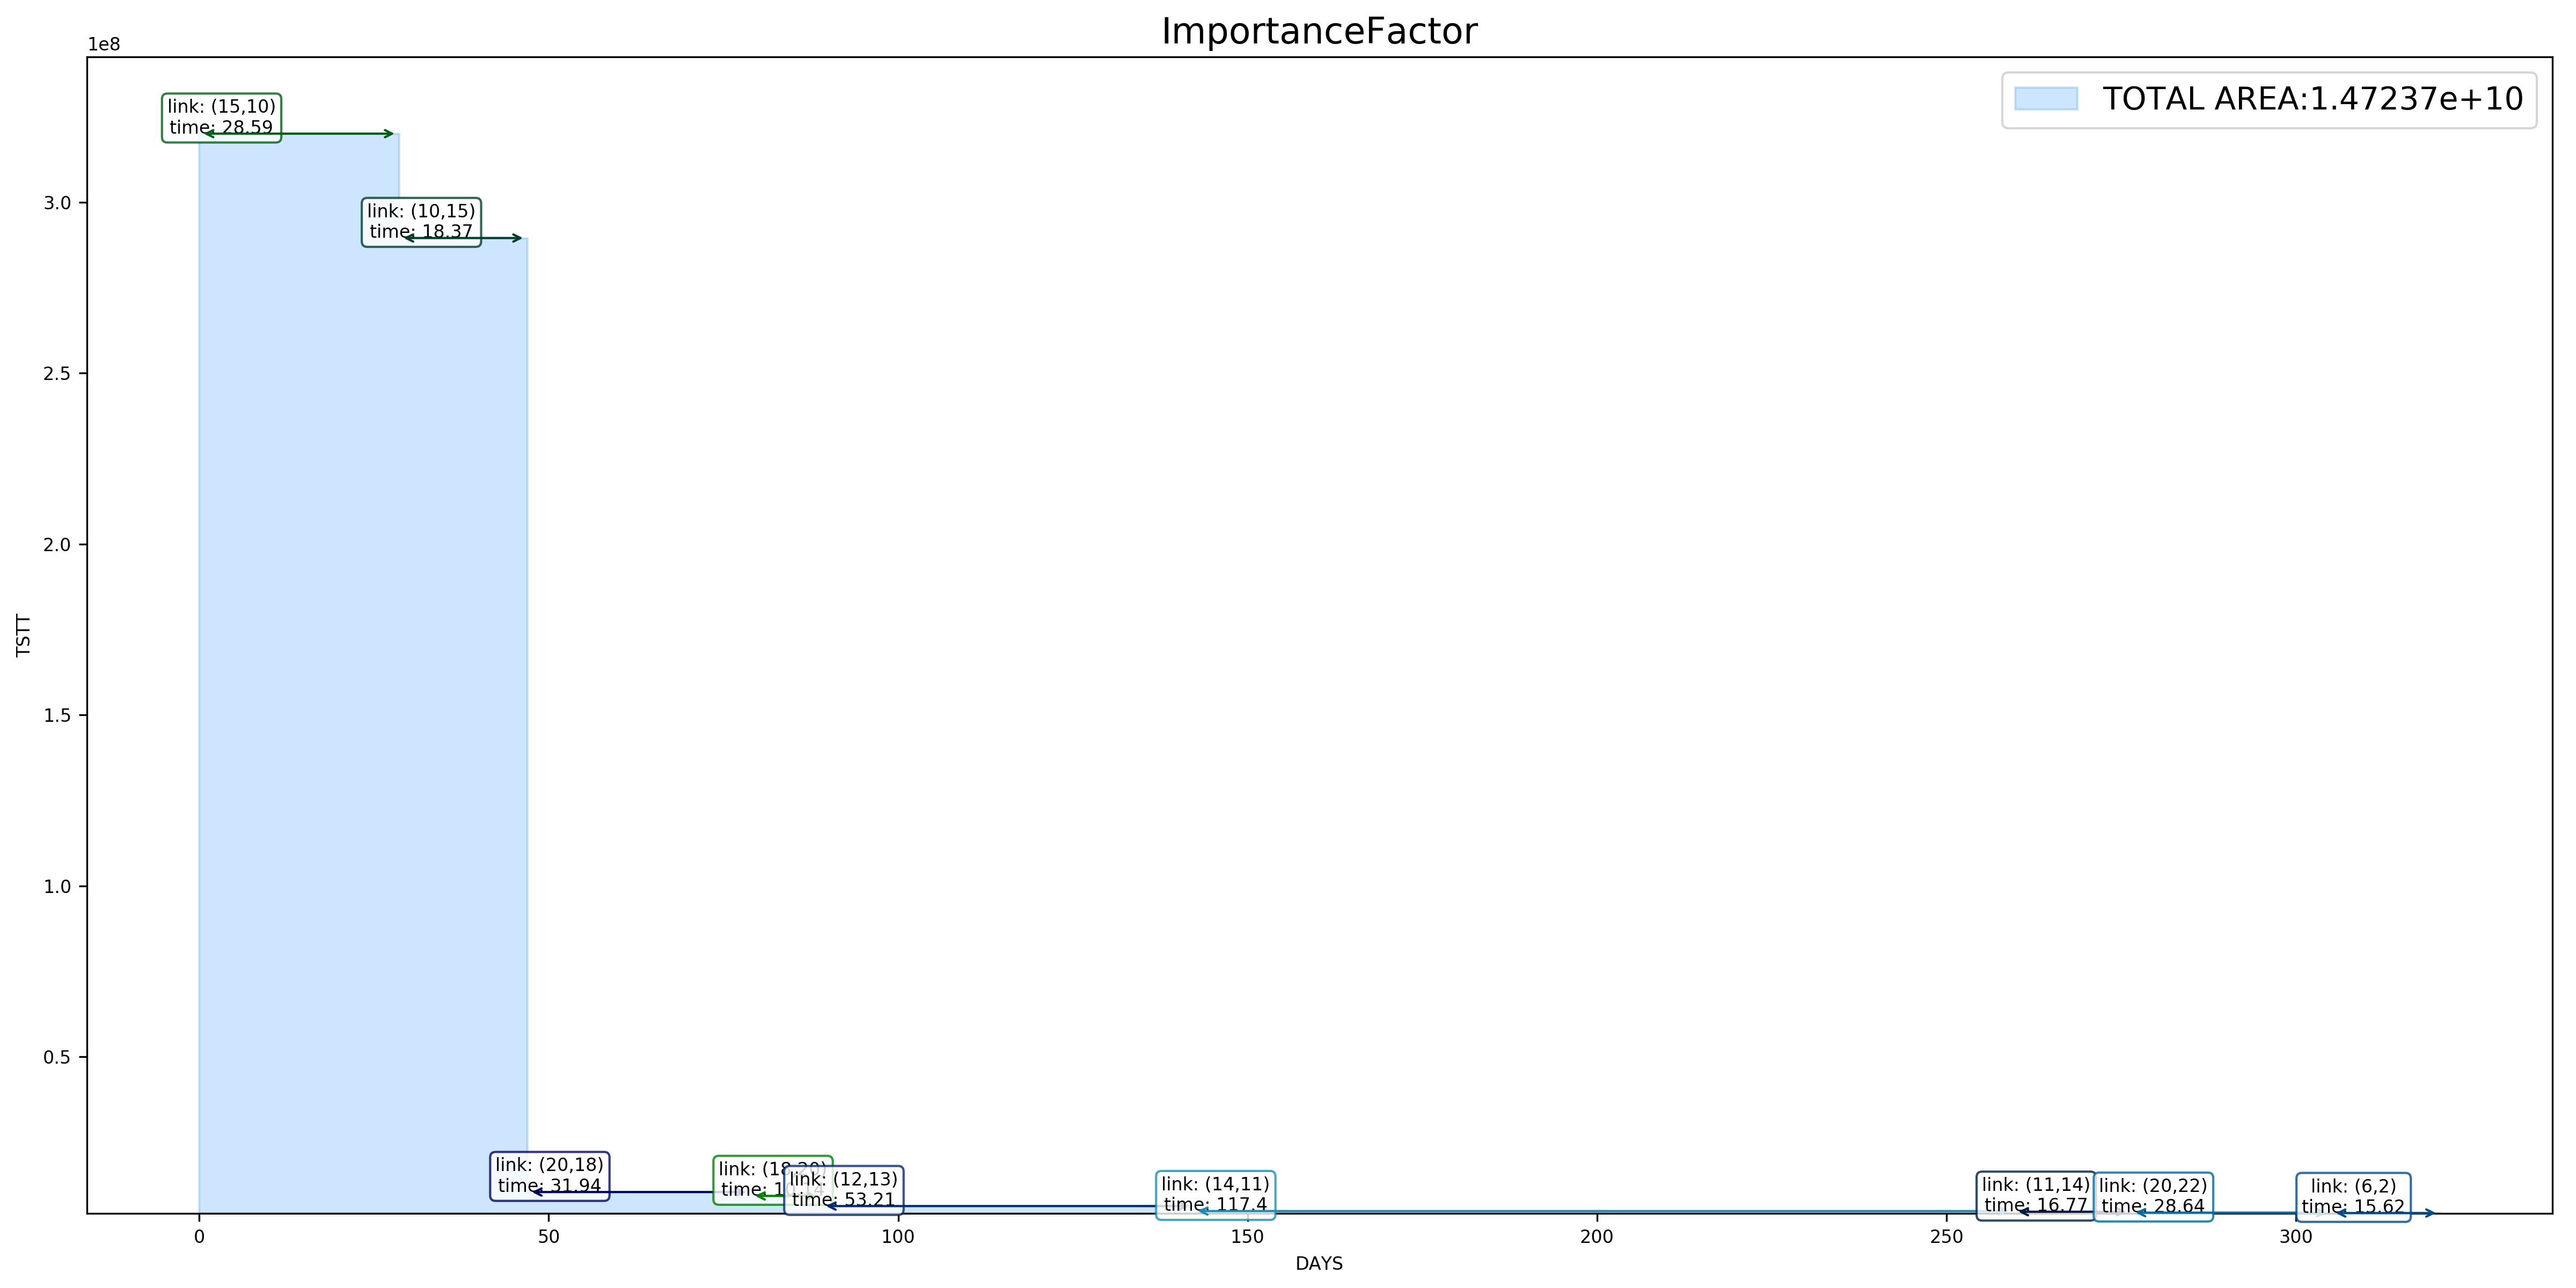 ImportanceFactor
1e8
TOTAL AREA:1.47237e+10
link: (15,10)
time: 28.59
link: (10,15)
time: 18.37
3.0
2.5
2.0
1.5
1.0
0.5
TSTT
link: (20,18)
time: 31.94
link:
time:
link: (12,13)
time: 53.21
link: (14,11)
time: 117.4
link: (11,14)
time: 16.77
link: (20,22)
time: 28.64
link: (6,2)
time: 15.62
0
50
100
150
200
250
300
DAYS